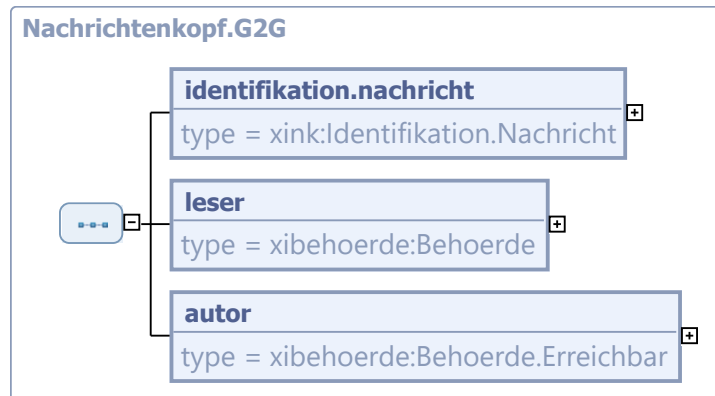 Nachrichtenkopf.G2G
identifikation.nachricht
type = xink:Identifikation.Nachricht
leser
type = xibehoerde:Behoerde
autor
type = xibehoerde:Behoerde.Erreichbar